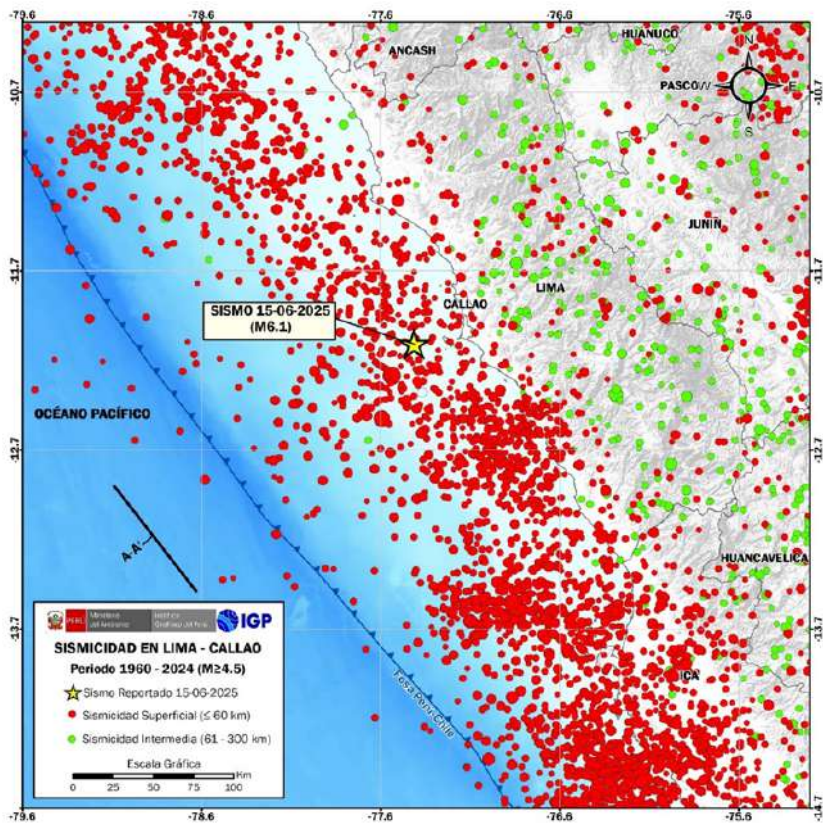 -79.6 -78.6 -77.6 -76.6 -75.6
-10.7 -10.7
-11.7 -11.7
-12.7 -12.7
-13.7 -13.7
-14.7
-79.6 -78.6 -77.6 -76.6 -75.6
ANCASH
HUANUCO
PASCO
N
W E
S
JUNIN
LIMA
CALLAO
SISMO 15-06-2025
(M6.1)
OCÉANO PACÍFICO
A-A'
HUANCAVELICA
ICA
Fosa Perú-Chile
PERÚ Ministerio del Ambiente
IGP
SISMICIDAD EN LIMA - CALLAO
Periodo 1960 - 2024 (M≥4.5)
Sismo Reportado 15-06-2025
Sismicidad Superficial (≤ 60 km)
Sismicidad Intermedia (61 - 300 km)
Escala Gráfica
Km
0 25 50 100